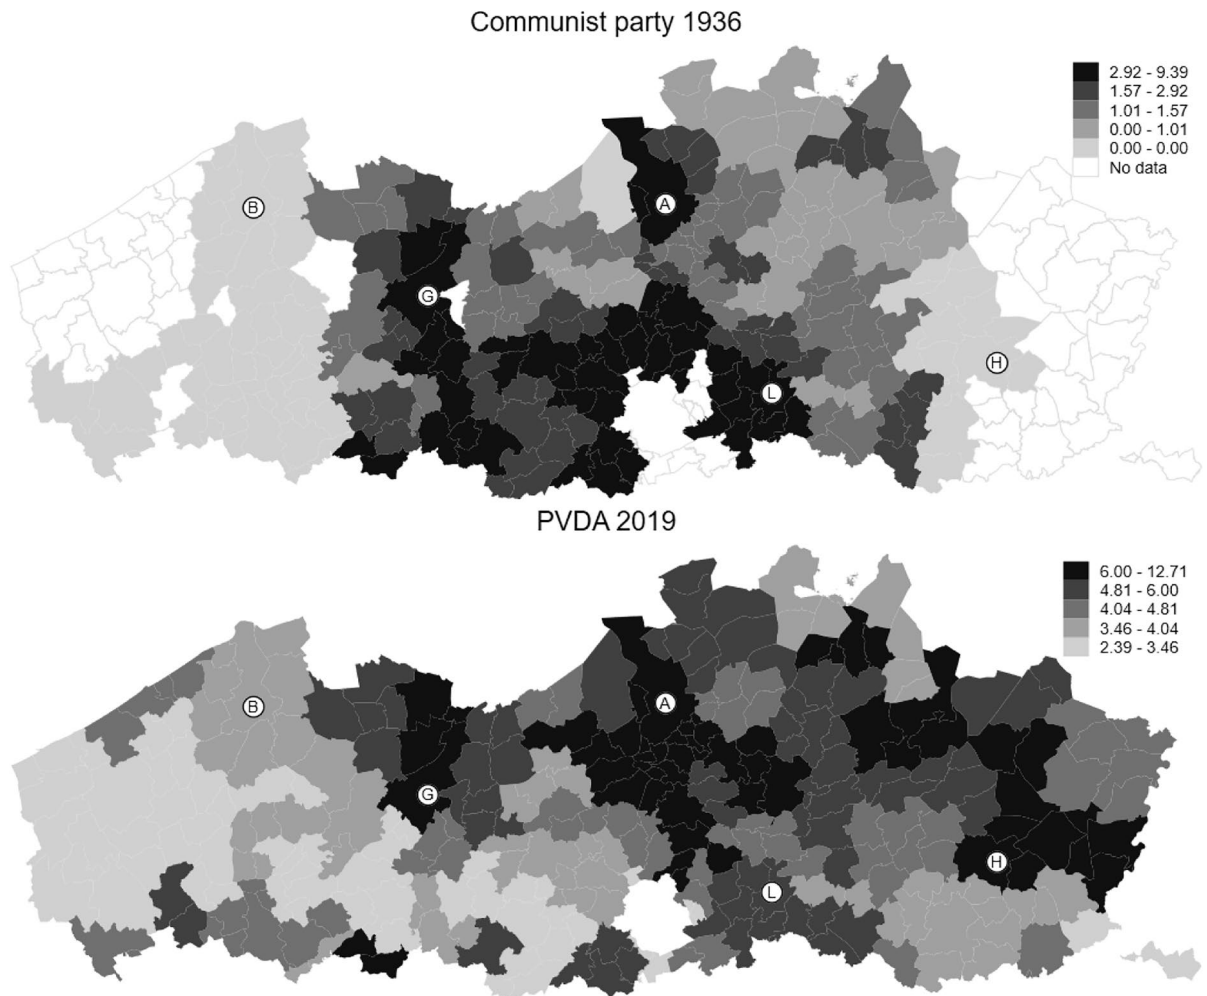 Communist party 1936
2.92 - 9.39
1.57 - 2.92
1.01 - 1.57
0.00 - 1.01
0.00 - 0.00
No data
B
A
G
H
L
PVDA 2019
6.00 - 12.71
4.81 - 6.00
4.04 - 4.81
3.46 - 4.04
2.39 - 3.46
B
A
G
H
L